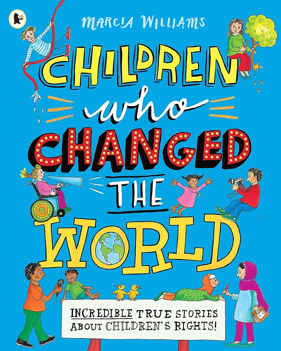 MARCIA WILLIAMS
CHILDREN
who
CHANGED
THE
WORLD
INCREDIBLE TRUE STORIES
ABOUT CHILDREN'S RIGHTS!